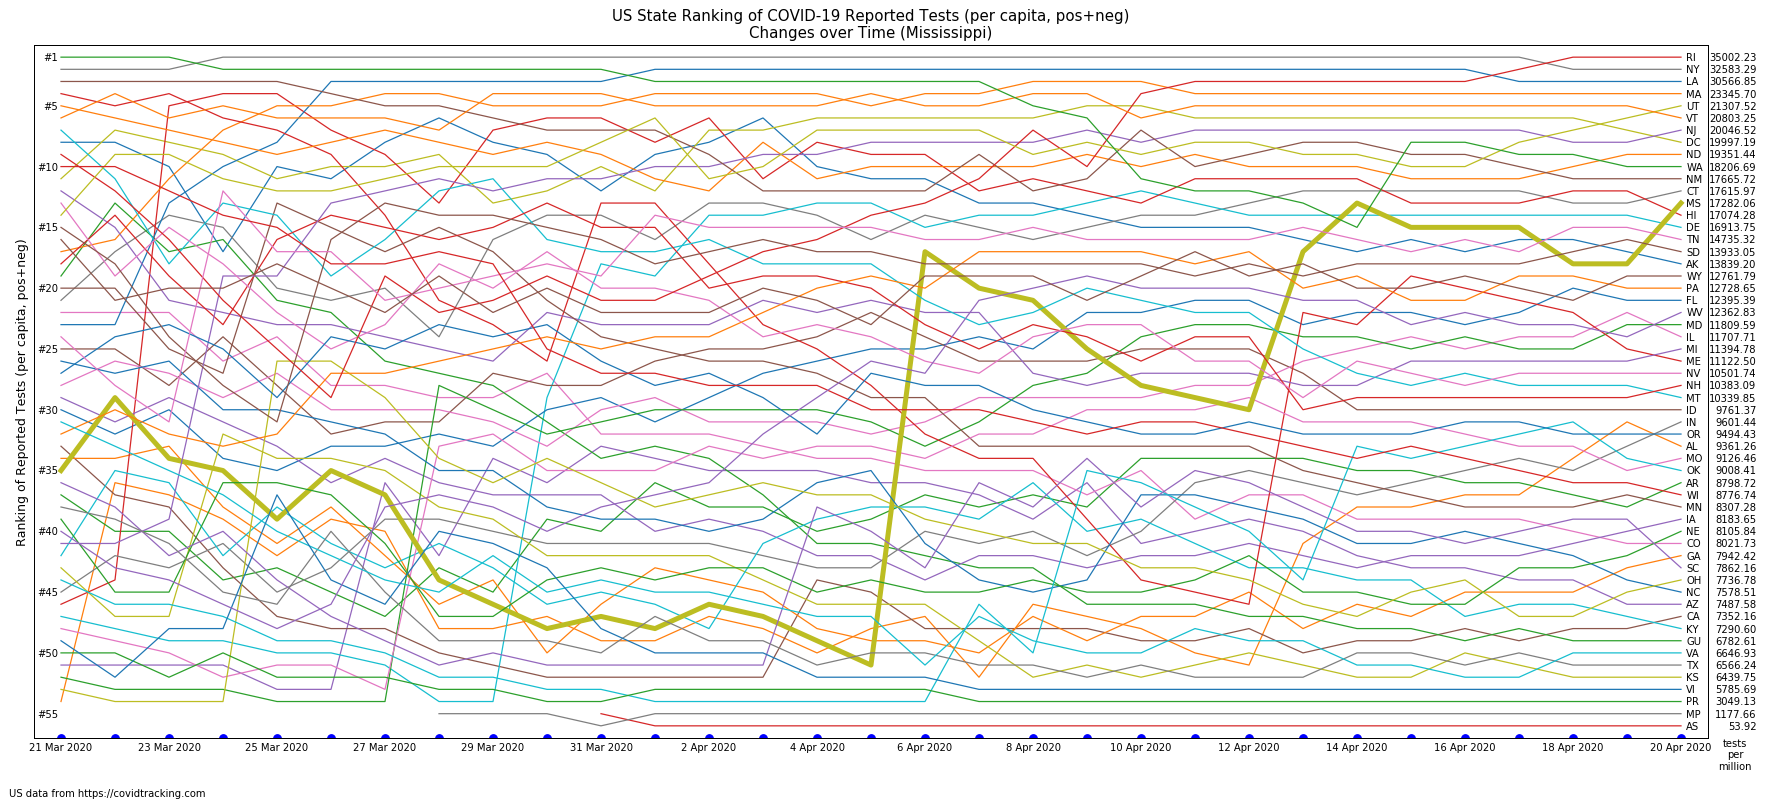 US State Ranking of COVID-19 Reported Tests (per capita, pos+neg)
Changes over Time (Mississippi)
Ranking of Reported Tests (per capita, pos+neg)
#1
#5
#10
#15
#20
#25
#30
#35
#40
#45
#50
#55
RI 35002.23
NY 32583.29
LA 30566.85
MA 23345.70
UT 21307.52
VT 20803.25
NJ 20046.52
DC 19997.19
ND 19351.44
WA 18206.69
NM 17665.72
CT 17615.97
MS 17282.06
HI 17074.28
DE 16913.75
TN 14735.32
SD 13933.05
AK 13839.20
WY 12761.79
PA 12728.65
FL 12395.39
WV 12362.83
MD 11809.59
IL 11707.71
MI 11394.78
ME 11122.50
NV 10501.74
NH 10383.09
MT 10339.85
ID 9761.37
IN 9601.44
OR 9494.43
AL 9361.26
MO 9126.46
OK 9008.41
AR 8798.72
WI 8776.74
MN 8307.28
IA 8183.65
NE 8105.84
CO 8021.73
GA 7942.42
SC 7862.16
OH 7736.78
NC 7578.51
AZ 7487.58
CA 7352.16
KY 7290.60
GU 6782.61
VA 6646.93
TX 6566.24
KS 6439.75
VI 5785.69
PR 3049.13
MP 1177.66
AS 53.92
21 Mar 2020 23 Mar 2020 25 Mar 2020 27 Mar 2020 29 Mar 2020 31 Mar 2020 2 Apr 2020 4 Apr 2020 6 Apr 2020 8 Apr 2020 10 Apr 2020 12 Apr 2020 14 Apr 2020 16 Apr 2020 18 Apr 2020 20 Apr 2020
tests
per
million
US data from https://covidtracking.com